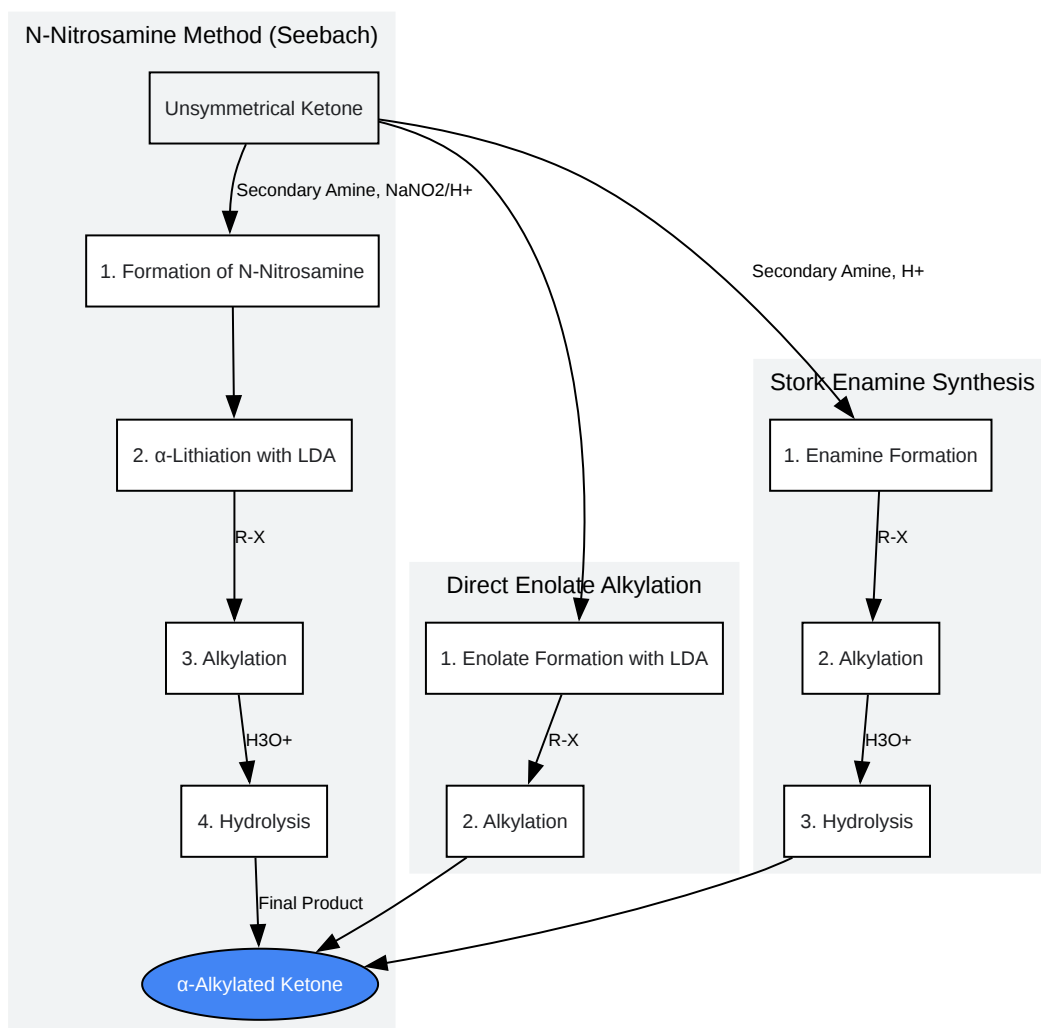 N-Nitrosamine Method (Seebach)
Unsymmetrical Ketone
Secondary Amine, NaNO2/H+
1. Formation of N-Nitrosamine
2. α-Lithiation with LDA
R-X
3. Alkylation
H3O+
4. Hydrolysis
Final Product
α-Alkylated Ketone
Direct Enolate Alkylation
1. Enolate Formation with LDA
R-X
2. Alkylation
Secondary Amine, H+
Stork Enamine Synthesis
1. Enamine Formation
R-X
2. Alkylation
H3O+
3. Hydrolysis